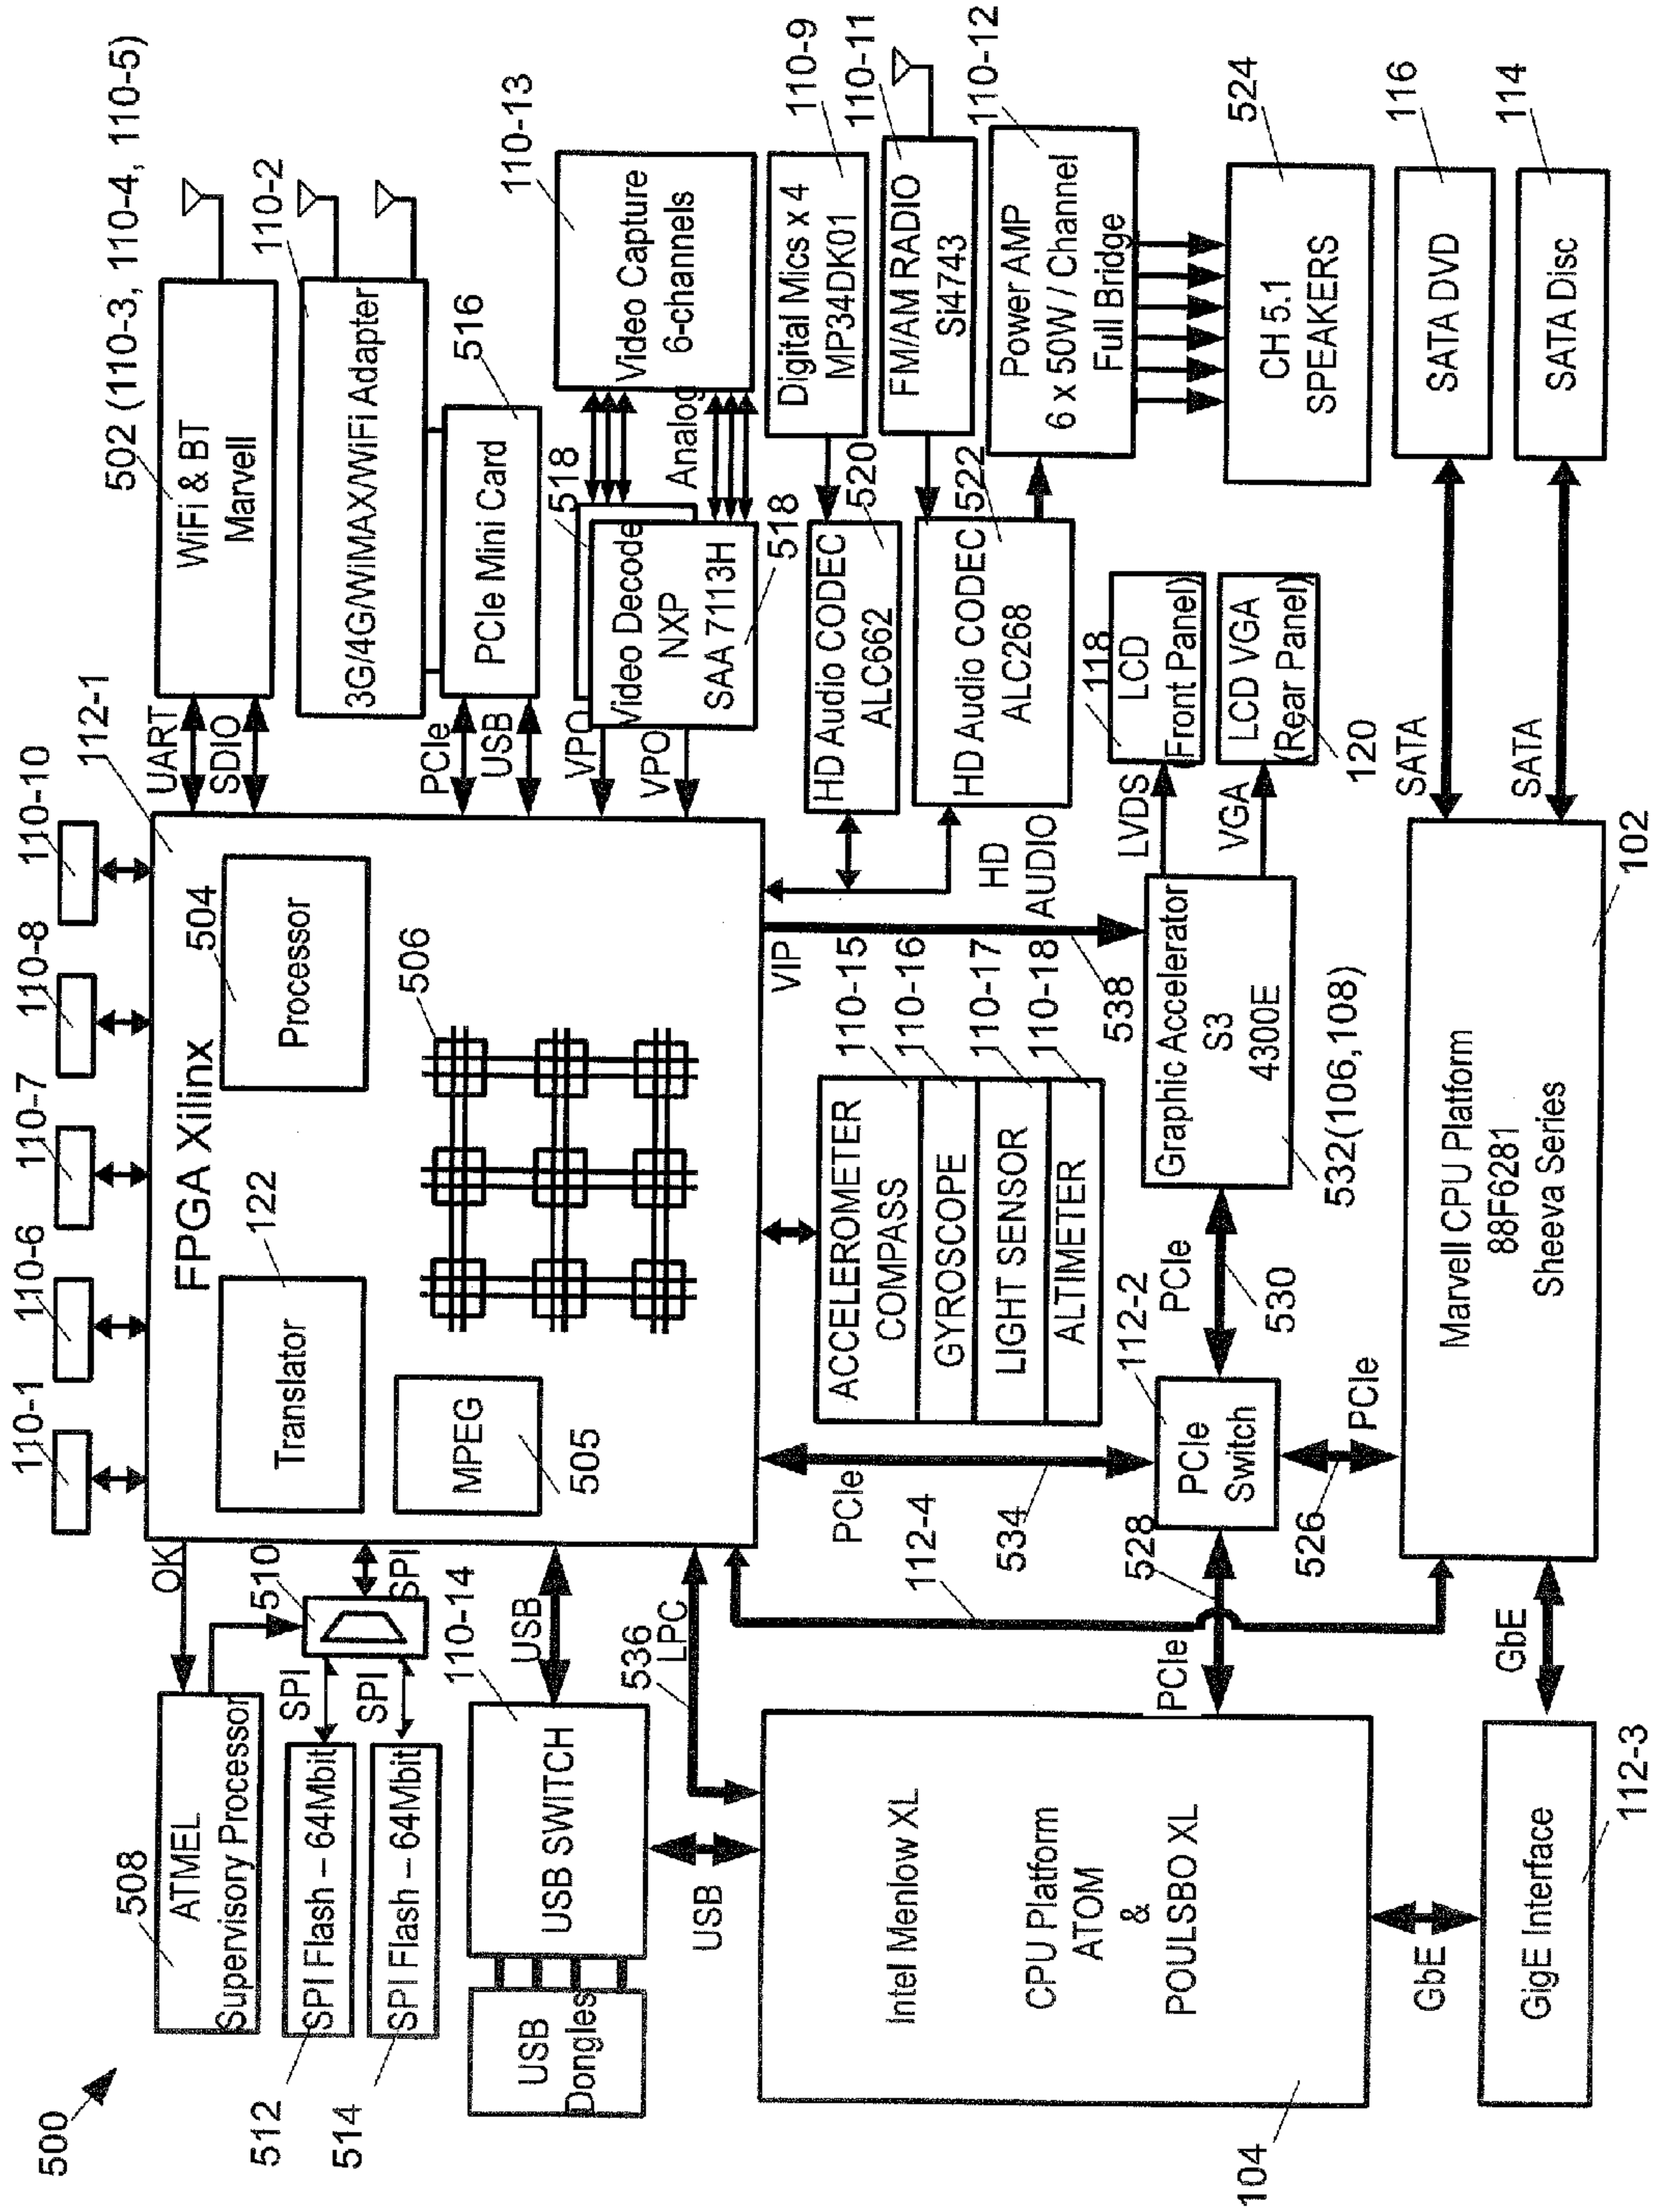 500
508
ATMEL
Supervisory Processor
OK
512
SPI Flash – 64Mbit
514
SPI Flash – 64Mbit
SPI
SPI
510
SPI
USB
Dongles
USB SWITCH
110-14
USB
USB
536
LPC
110-1
110-6
110-7
110-8
110-10
112-1
FPGA Xilinx
Translator
122
Processor
504
MPEG
505
506
UART
SDIO
502 (110-3, 110-4, 110-5)
WiFi & BT
Marvell
110-2
3G/4G/WiMAX/WiFi Adapter
PCIe
USB
PCIe Mini Card
516
VPO
VPO
518
Video Decode
NXP
SAA 7113H
518
Analog
110-13
Video Capture
6-channels
Digital Mics x 4
MP34DK01
110-9
HD Audio CODEC
ALC662
520
FM/AM RADIO
Si4743
110-11
HD Audio CODEC
ALC268
522
HD
AUDIO
Power AMP
6 x 50W / Channel
Full Bridge
110-12
CH 5.1
SPEAKERS
524
VIP
538
ACCELEROMETER
COMPASS
GYROSCOPE
LIGHT SENSOR
ALTIMETER
110-15
110-16
110-17
110-18
Graphic Accelerator
S3
4300E
532(106,108)
LVDS
VGA
118
LCD
(Front Panel)
LCD VGA
(Rear Panel)
120
PCIe
534
112-4
528
PCIe
PCIe
Switch
112-2
PCIe
530
526
PCIe
Intel Menlow XL
CPU Platform
ATOM
&
POULSBO XL
104
GbE
GigE Interface
112-3
GbE
Marvell CPU Platform
88F6281
Sheeva Series
102
SATA
SATA
SATA DVD
116
SATA Disc
114